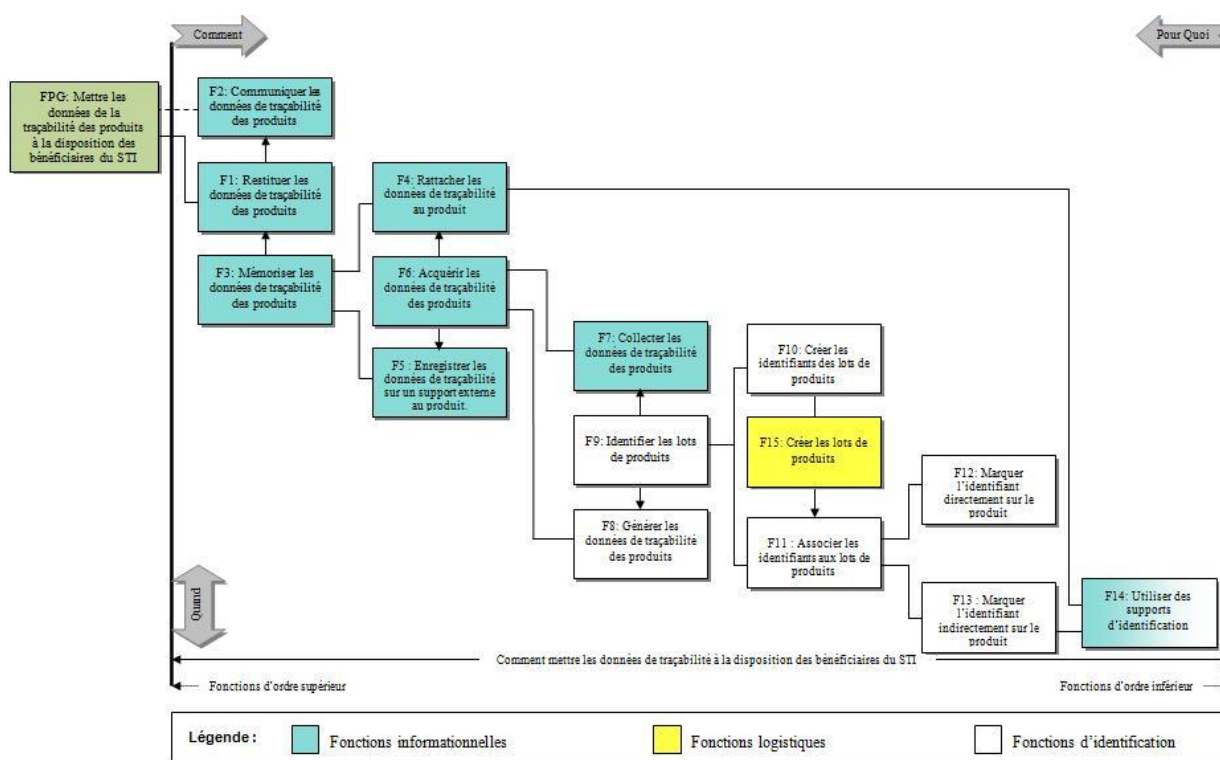 Comment
Pour Quoi
FPG: Mettre les
données de la
traçabilité des produits
à la disposition des
bénéficiaires du STI
F2: Communiquer les
données de traçabilité
des produits
F1: Restituer les
données de traçabilité
des produits
F4: Rattacher les
données de traçabilité
au produit
F3: Mémoriser les
données de traçabilité
des produits
F6: Acquérir les
données de traçabilité
des produits
F7: Collecter les
données de traçabilité
des produits
F10: Créer les
identifiants des lots de
produits
F5 : Enregistrer les
données de traçabilité
sur un support externe
au produit.
F9: Identifier les lots
de produits
F15: Créer les lots de
produits
F12: Marquer
l'identifiant
directement sur le
produit
F8: Générer les
données de traçabilité
des produits
F11 : Associer les
identifiants aux lots de
produits
F13 : Marquer
l'identifiant
indirectement sur le
produit
F14: Utiliser des
supports
d'identification
Quand
Comment mettre les données de traçabilité à la disposition des bénéficiaires du STI
Fonctions d'ordre supérieur
Fonctions d'ordre inférieur
Légende :
Fonctions informationnelles
Fonctions logistiques
Fonctions d'identification